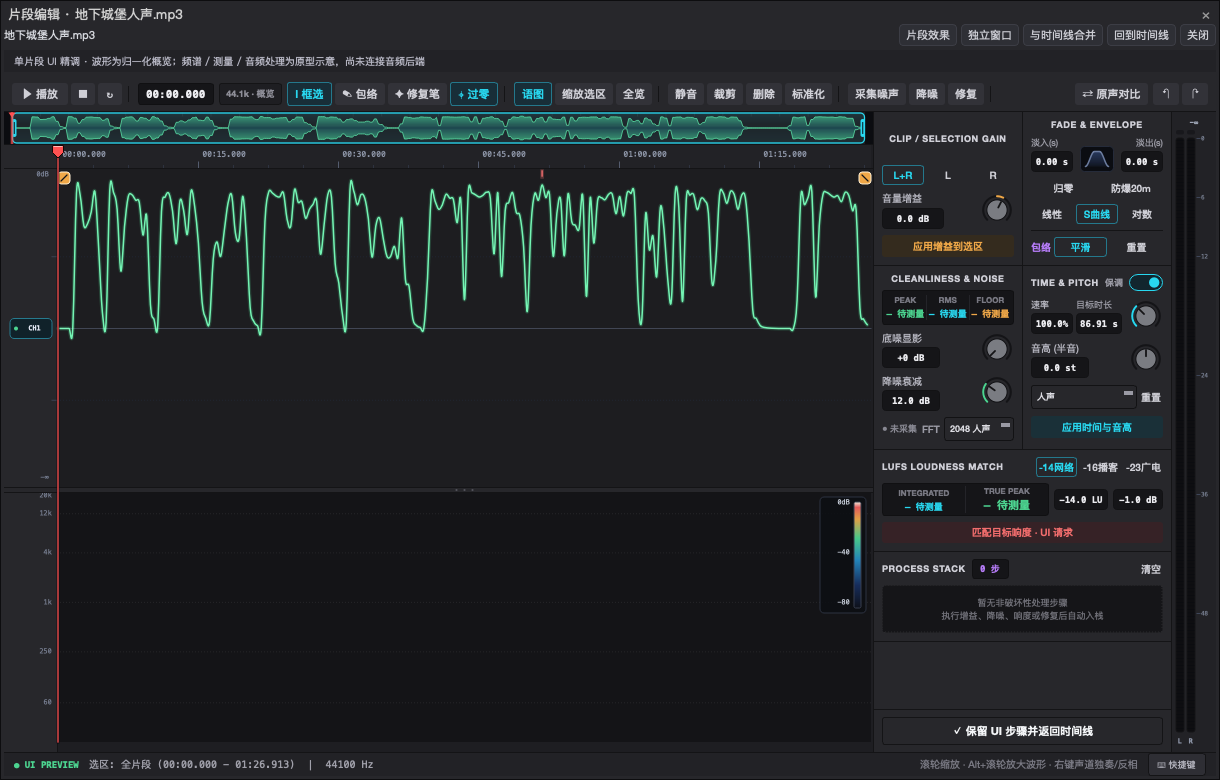 片段编辑 · 地下城堡人声.mp3
×
地下城堡人声.mp3
片段效果 独立窗口 与时间线合并 回到时间线 关闭
单片段 UI 精调 · 波形为归一化概览；频谱 / 测量 / 音频处理为原型示意，尚未连接音频后端
播放 00:00.000 44.1k · 概览 I 框选 包络 修复笔 + 过零 语图 缩放选区 全览 静音 裁剪 删除 标准化 采集噪声 降噪 修复 ⇄ 原声对比
00:00.000 00:15.000 00:30.000 00:45.000 01:00.000 01:15.000
0dB
CH1
-∞
20k
12k
4k
1k
250
60
0dB
-40
-80
CLIP / SELECTION GAIN
L+R L R
音量增益
0.0 dB
应用增益到选区
FADE & ENVELOPE
淡入(s) 淡出(s)
0.00 s 0.00 s
归零 防爆20m
线性 S曲线 对数
包络 平滑 重置
CLEANLINESS & NOISE
PEAK RMS FLOOR
– 待测量 – 待测量 – 待测量
底噪显影
+0 dB
降噪衰减
12.0 dB
● 未采集 FFT 2048 人声
TIME & PITCH 保调
速率 目标时长
100.0% 86.91 s
音高 (半音)
0.0 st
人声 重置
应用时间与音高
LUFS LOUDNESS MATCH -14网络 -16播客 -23广电
INTEGRATED TRUE PEAK
– 待测量 – 待测量 -14.0 LU -1.0 dB
匹配目标响度 · UI 请求
PROCESS STACK 0 步 清空
暂无非破坏性处理步骤
执行增益、降噪、响度或修复后自动入栈
✓ 保留 UI 步骤并返回时间线
-∞
-0
-6
-12
-24
-36
-48
L R
● UI PREVIEW 选区: 全片段 (00:00.000 – 01:26.913) | 44100 Hz
滚轮缩放 · Alt+滚轮放大波形 · 右键声道独奏/反相 快捷键